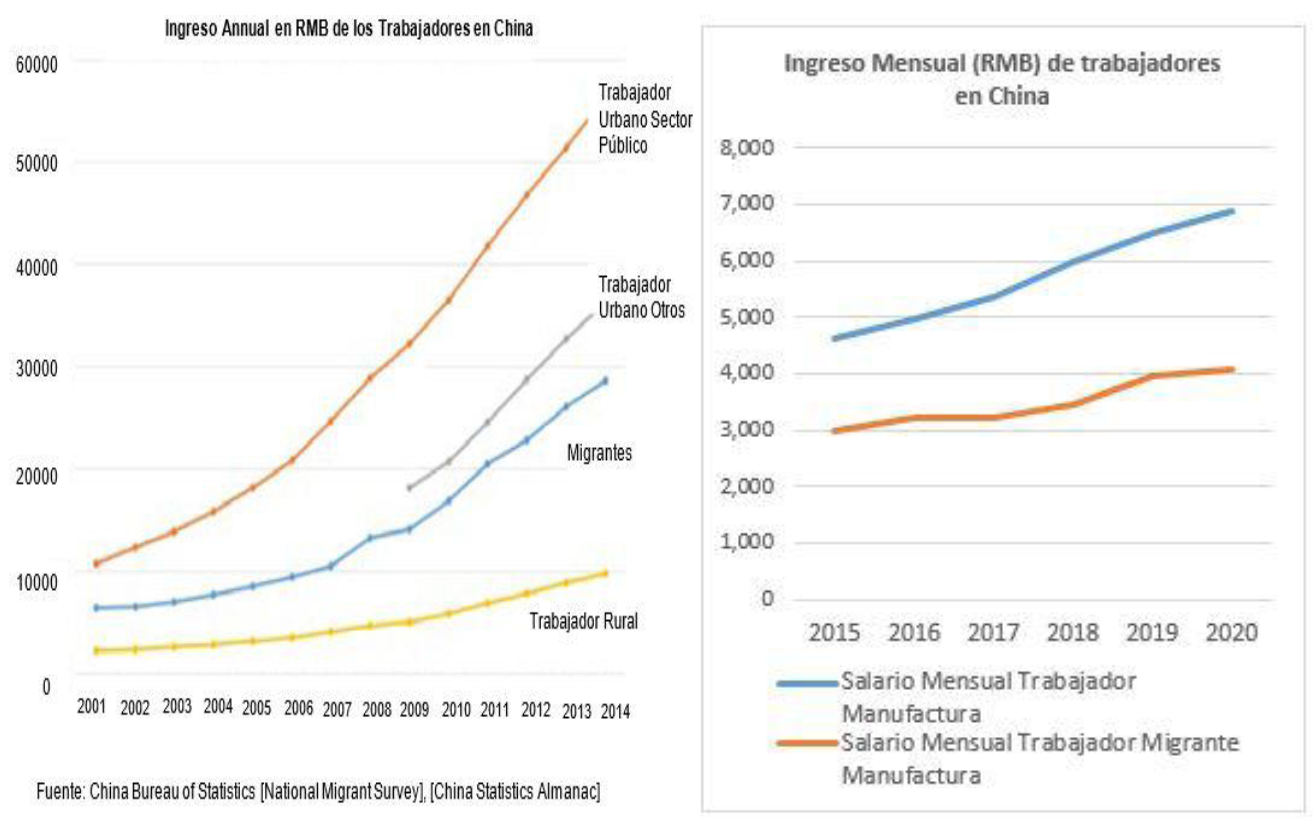 Ingreso Annual en RMB de los Trabajadores en China
60000
50000
40000
30000
20000
10000
0
Trabajador
Urbano Sector
Público
Trabajador
Urbano Otros
Migrantes
Trabajador Rural
2001 2002 2003 2004 2005 2006 2007 2008 2009 2010 2011 2012 2013 2014
Fuente: China Bureau of Statistics [National Migrant Survey], [China Statistics Almanac]
Ingreso Mensual (RMB) de trabajadores
en China
8,000
7,000
6,000
5,000
4,000
3,000
2,000
1,000
0
2015 2016 2017 2018 2019 2020
Salario Mensual Trabajador
Manufactura
Salario Mensual Trabajador Migrante
Manufactura